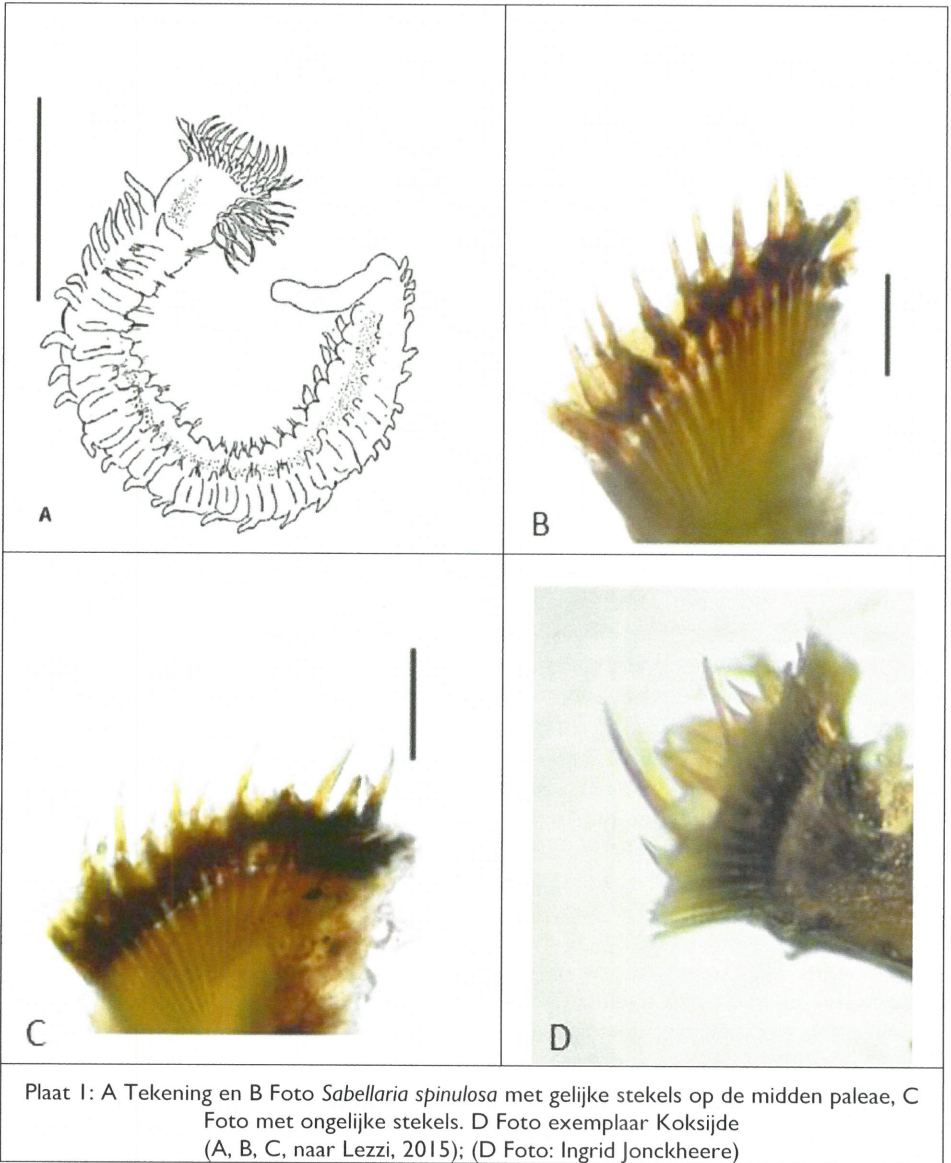 A
B
C
D
Plaat 1: A Tekening en B Foto Sabellaria spinulosa met gelijke stekels op de midden paleae, C
Foto met ongelijke stekels. D Foto exemplaar Koksijde
(A, B, C, naar Lezzi, 2015); (D Foto: Ingrid Jonckheere)